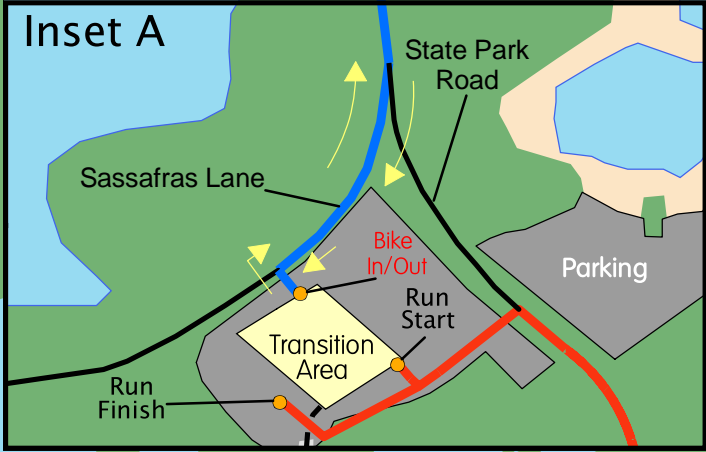 Inset A
State Park
Road
Sassafras Lane
Bike
In/Out
Parking
Run
Start
Transition
Area
Run
Finish